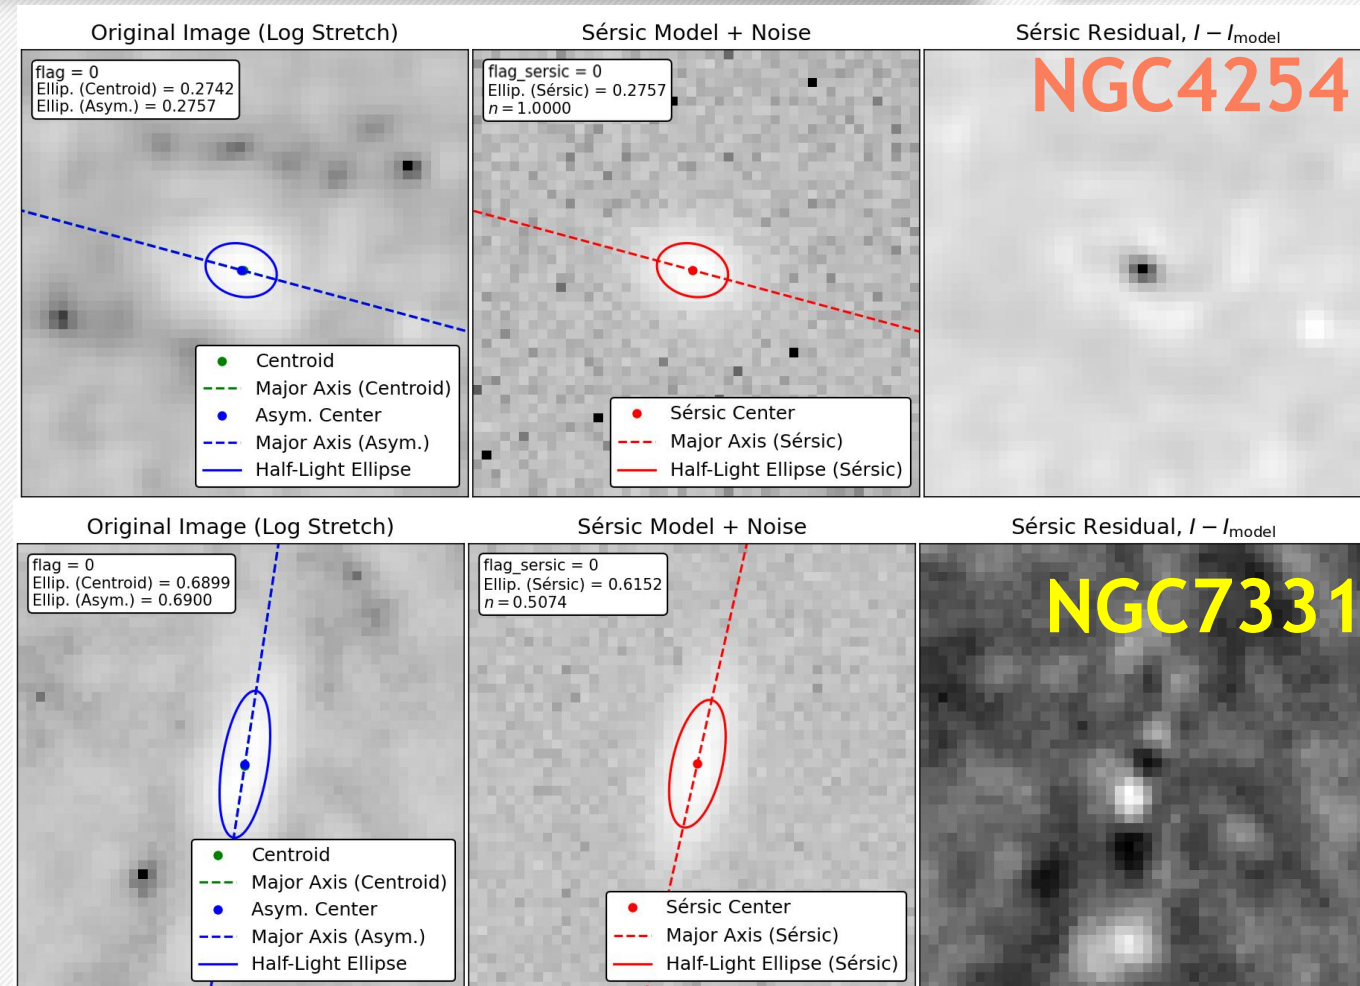 Original Image (Log Stretch)
Sérsic Model + Noise
Sérsic Residual, I − I_model
flag = 0
Ellip. (Centroid) = 0.2742
Ellip. (Asym.) = 0.2757
flag_sersic = 0
Ellip. (Sérsic) = 0.2757
n = 1.0000
NGC4254
Centroid
Major Axis (Centroid)
Asym. Center
Major Axis (Asym.)
Half-Light Ellipse
Sérsic Center
Major Axis (Sérsic)
Half-Light Ellipse (Sérsic)
Original Image (Log Stretch)
Sérsic Model + Noise
Sérsic Residual, I − I_model
flag = 0
Ellip. (Centroid) = 0.6899
Ellip. (Asym.) = 0.6900
flag_sersic = 0
Ellip. (Sérsic) = 0.6152
n = 0.5074
NGC7331
Centroid
Major Axis (Centroid)
Asym. Center
Major Axis (Asym.)
Half-Light Ellipse
Sérsic Center
Major Axis (Sérsic)
Half-Light Ellipse (Sérsic)